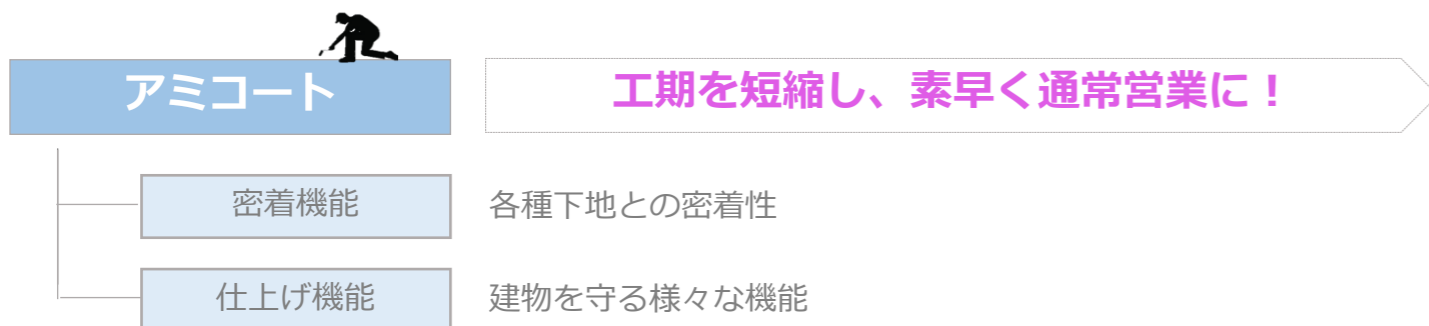 アミコート
工期を短縮し、素早く通常営業に！
密着機能
各種下地との密着性
仕上げ機能
建物を守る様々な機能